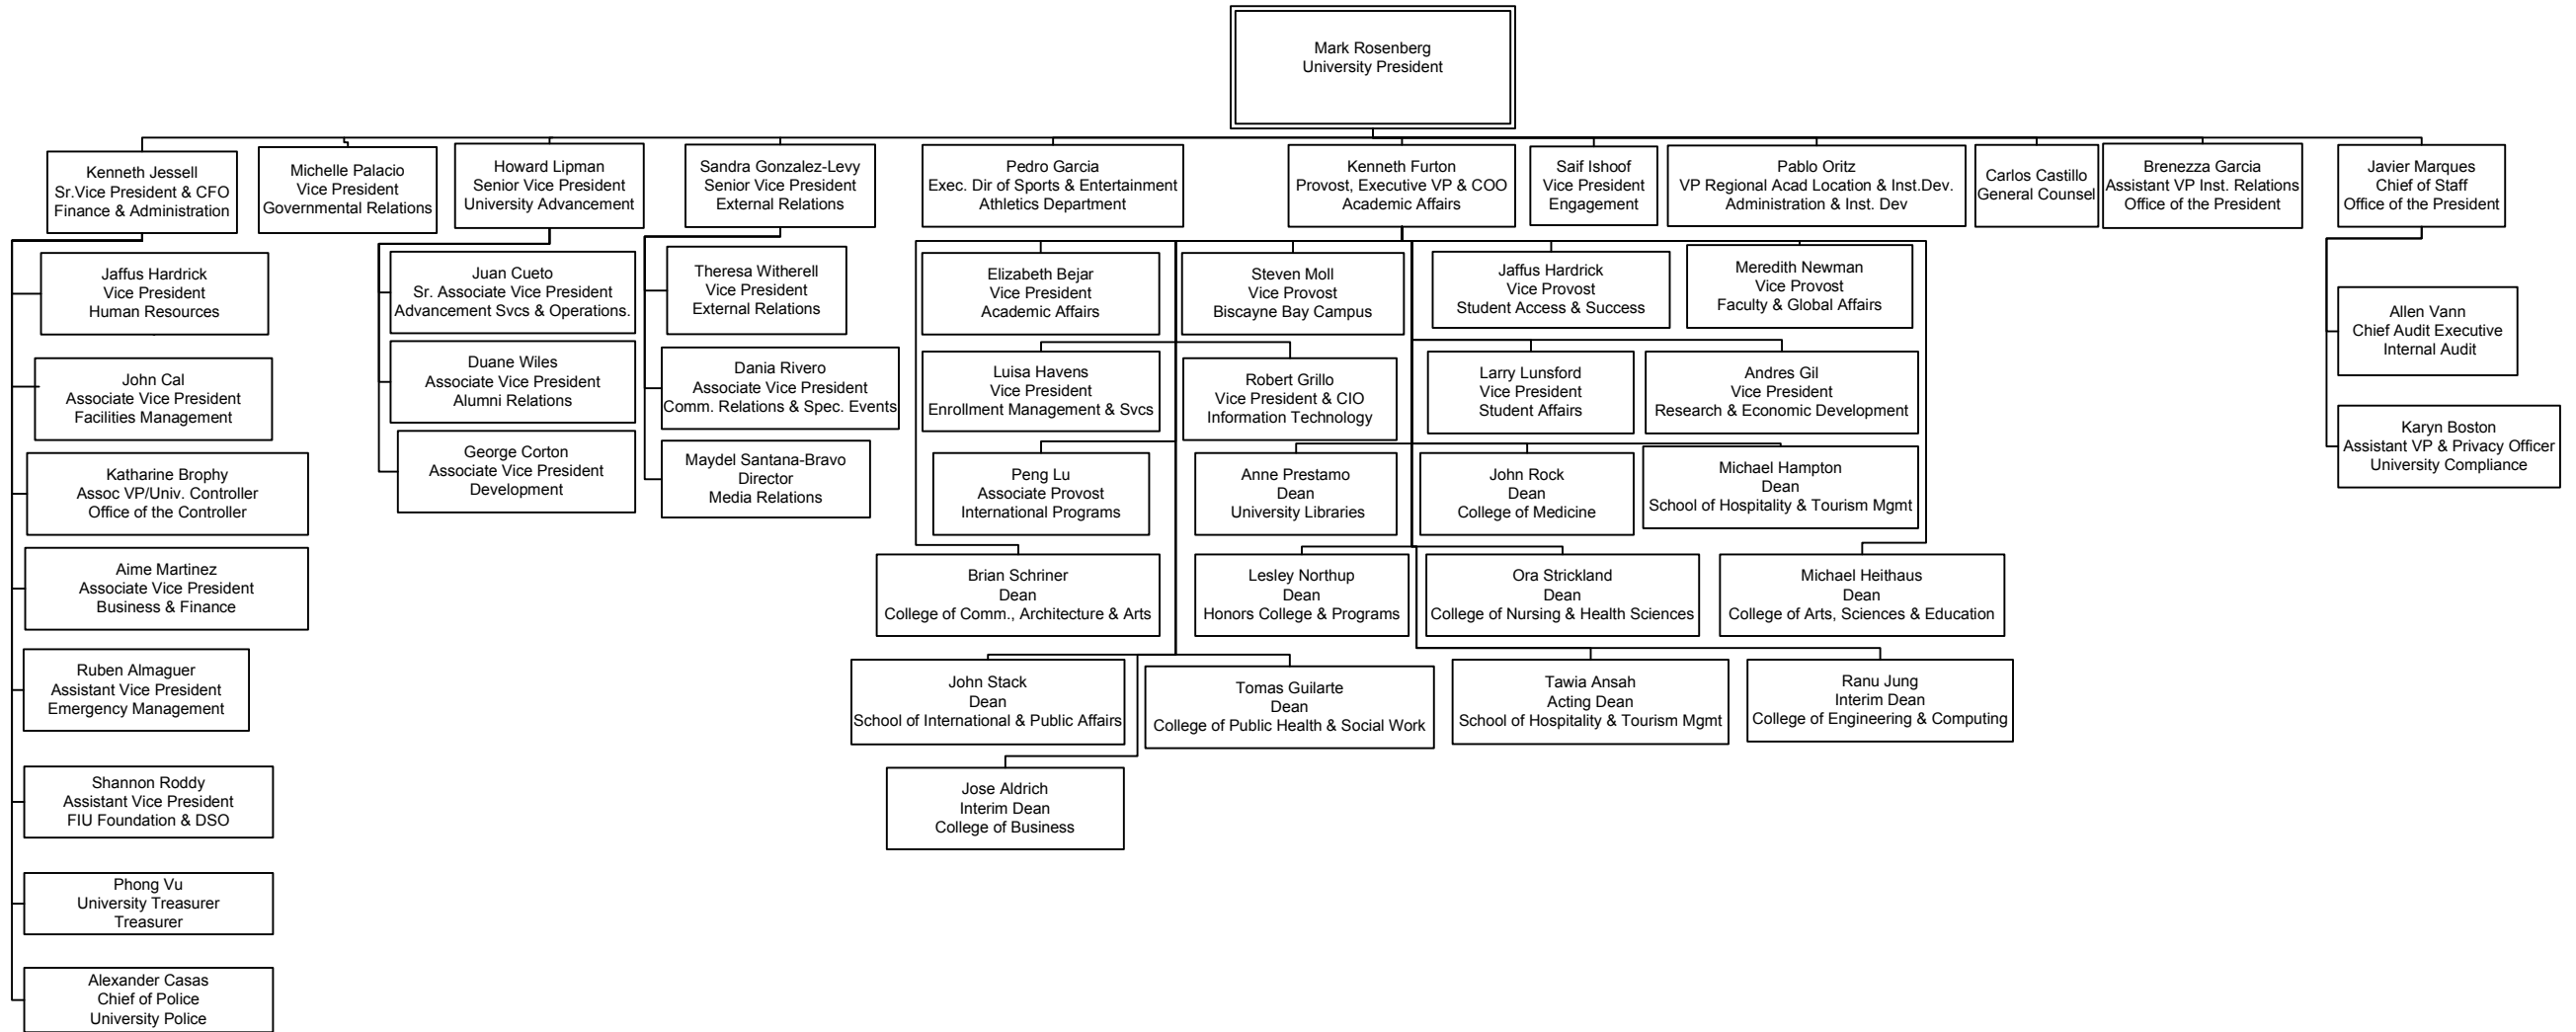 Mark Rosenberg
University President
Kenneth Jessell
Sr.Vice President & CFO
Finance & Administration
Michelle Palacio
Vice President
Governmental Relations
Howard Lipman
Senior Vice President
University Advancement
Sandra Gonzalez-Levy
Senior Vice President
External Relations
Pedro Garcia
Exec. Dir of Sports & Entertainment
Athletics Department
Kenneth Furton
Provost, Executive VP & COO
Academic Affairs
Saif Ishoof
Vice President
Engagement
Pablo Oritz
VP Regional Acad Location & Inst.Dev.
Administration & Inst. Dev
Carlos Castillo
General Counsel
Brenezza Garcia
Assistant VP Inst. Relations
Office of the President
Javier Marques
Chief of Staff
Office of the President
Jaffus Hardrick
Vice President
Human Resources
John Cal
Associate Vice President
Facilities Management
Katharine Brophy
Assoc VP/Univ. Controller
Office of the Controller
Aime Martinez
Associate Vice President
Business & Finance
Ruben Almaguer
Assistant Vice President
Emergency Management
Shannon Roddy
Assistant Vice President
FIU Foundation & DSO
Phong Vu
University Treasurer
Treasurer
Alexander Casas
Chief of Police
University Police
Juan Cueto
Sr. Associate Vice President
Advancement Svcs & Operations.
Duane Wiles
Associate Vice President
Alumni Relations
George Corton
Associate Vice President
Development
Theresa Witherell
Vice President
External Relations
Dania Rivero
Associate Vice President
Comm. Relations & Spec. Events
Maydel Santana-Bravo
Director
Media Relations
Elizabeth Bejar
Vice President
Academic Affairs
Steven Moll
Vice Provost
Biscayne Bay Campus
Jaffus Hardrick
Vice Provost
Student Access & Success
Meredith Newman
Vice Provost
Faculty & Global Affairs
Luisa Havens
Vice President
Enrollment Management & Svcs
Robert Grillo
Vice President & CIO
Information Technology
Larry Lunsford
Vice President
Student Affairs
Andres Gil
Vice President
Research & Economic Development
Peng Lu
Associate Provost
International Programs
Anne Prestamo
Dean
University Libraries
John Rock
Dean
College of Medicine
Michael Hampton
Dean
School of Hospitality & Tourism Mgmt
Brian Schriner
Dean
College of Comm., Architecture & Arts
Lesley Northup
Dean
Honors College & Programs
Ora Strickland
Dean
College of Nursing & Health Sciences
Michael Heithaus
Dean
College of Arts, Sciences & Education
John Stack
Dean
School of International & Public Affairs
Tomas Guilarte
Dean
College of Public Health & Social Work
Tawia Ansah
Acting Dean
School of Hospitality & Tourism Mgmt
Ranu Jung
Interim Dean
College of Engineering & Computing
Jose Aldrich
Interim Dean
College of Business
Allen Vann
Chief Audit Executive
Internal Audit
Karyn Boston
Assistant VP & Privacy Officer
University Compliance